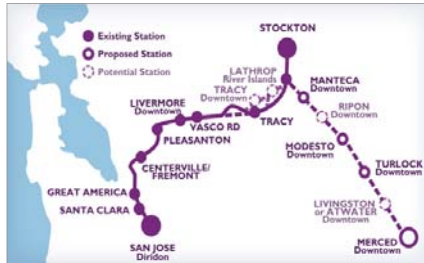 Existing Station
Proposed Station
Potential Station
STOCKTON
LATHROP
River Islands
TRACY
Downtown
MANTECA
Downtown
LIVERMORE
Downtown
VASCO RD
TRACY
RIPON
Downtown
PLEASANTON
MODESTO
Downtown
CENTERVILLE/
FREMONT
TURLOCK
Downtown
GREAT AMERICA
SANTA CLARA
LIVINGSTON
or ATWATER
Downtown
SAN JOSE
Diridon
MERCED
Downtown